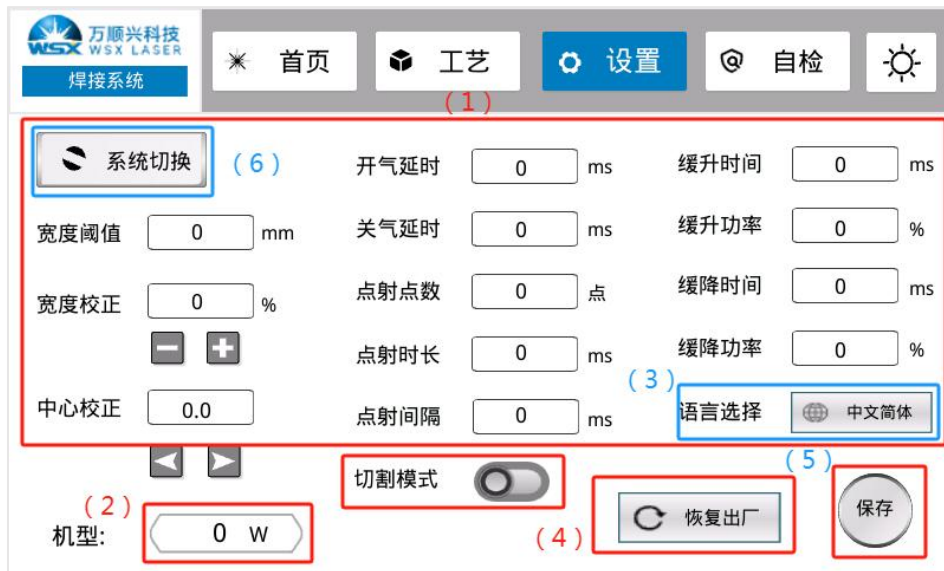 万顺兴科技
WSX WSX LASER
焊接系统
首页 工艺 设置 自检
(1)
系统切换 (6) 开气延时 0 ms 缓升时间 0 ms
宽度阈值 0 mm 关气延时 0 ms 缓升功率 0 %
宽度校正 0 % 点射点数 0 点 缓降时间 0 ms
点射时长 0 ms 缓降功率 0 %
(3)
中心校正 0.0 点射间隔 0 ms 语言选择 中文简体
(5)
切割模式
(2)
机型: 0 W (4) 恢复出厂 保存